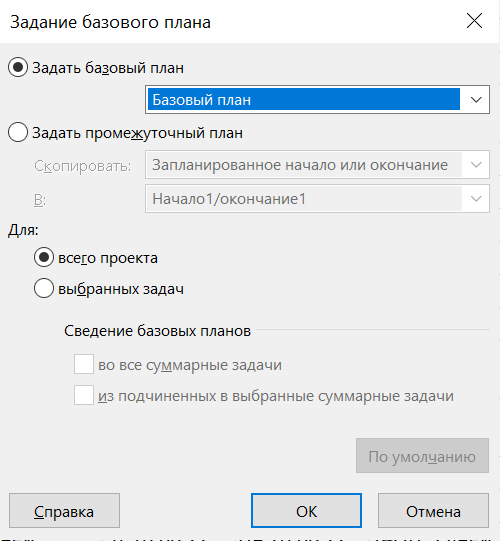 Задание базового плана
Задать базовый план
Базовый план
Задать промежуточный план
Скопировать:
Запланированное начало или окончание
В:
Начало1/окончание1
Для:
всего проекта
выбранных задач
Сведение базовых планов
во все суммарные задачи
из подчиненных в выбранные суммарные задачи
По умолчанию
Справка
ОК
Отмена